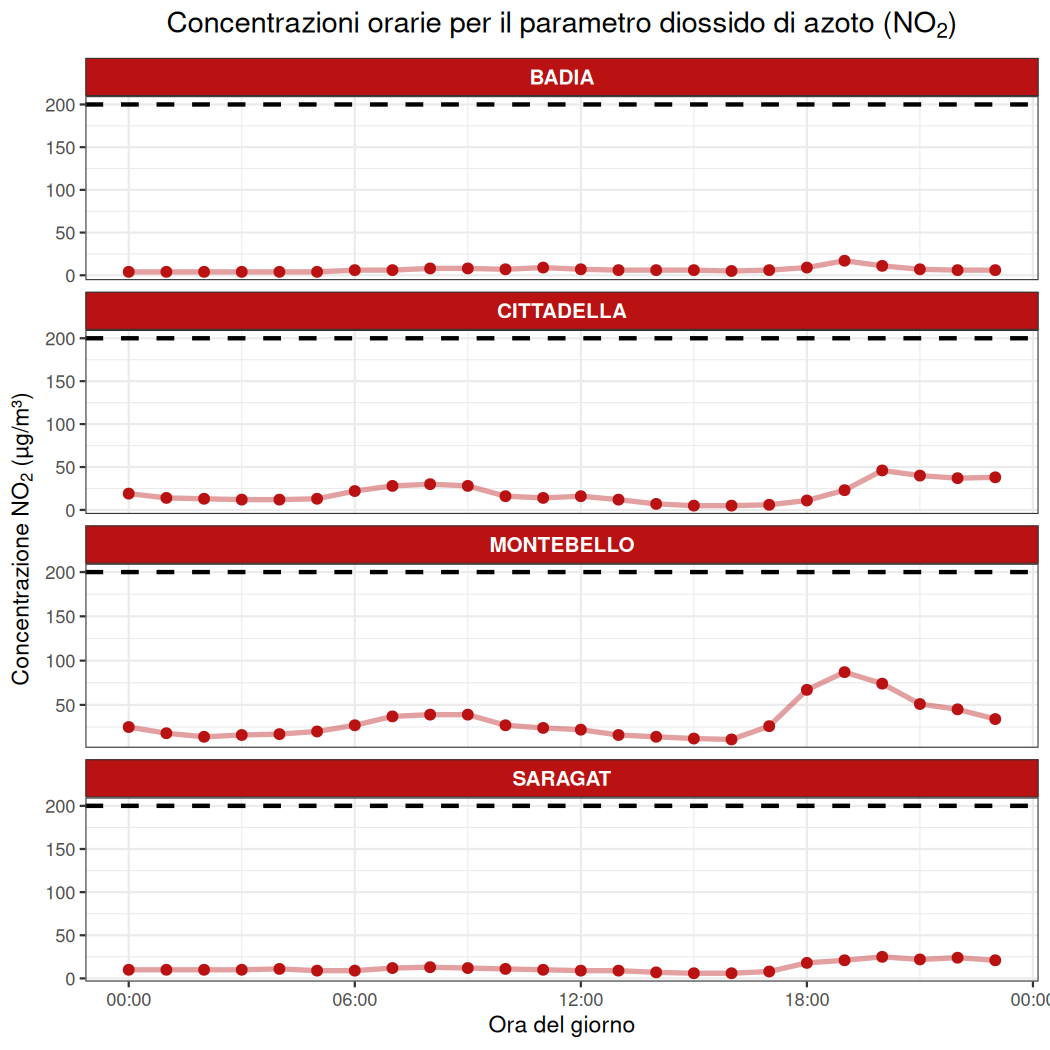 Concentrazioni orarie per il parametro diossido di azoto (NO₂)
Concentrazione NO₂ (µg/m³)
BADIA
200
150
100
50
0
CITTADELLA
200
150
100
50
0
MONTEBELLO
200
150
100
50
SARAGAT
200
150
100
50
0
00:00 06:00 12:00 18:00 00:0
Ora del giorno